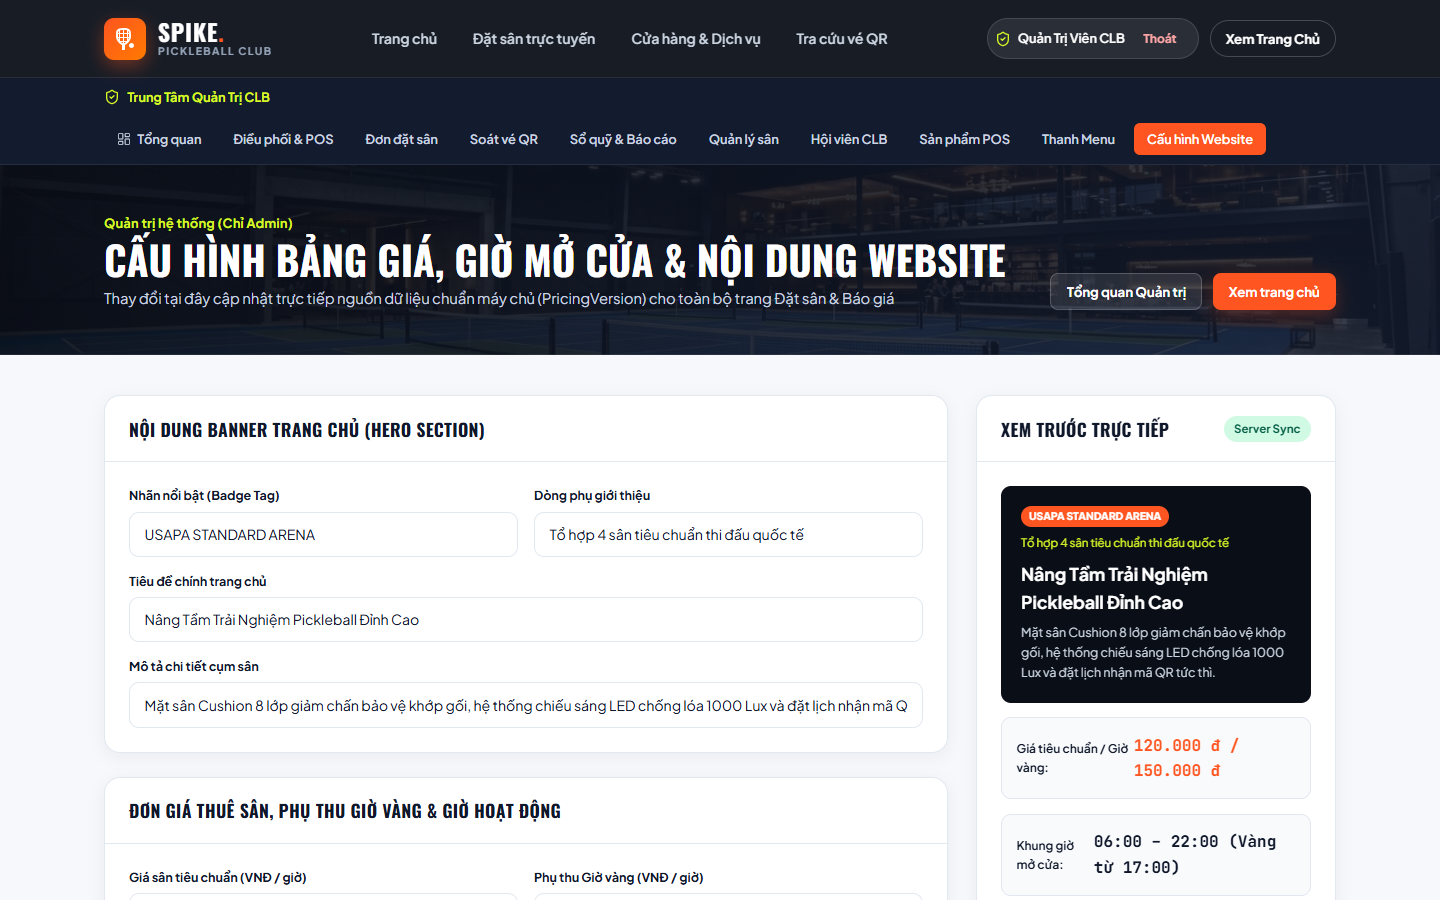 SPIKE.
PICKLEBALL CLUB
Trang chủ
Đặt sân trực tuyến
Cửa hàng & Dịch vụ
Tra cứu vé QR
Quản Trị Viên CLB
Thoát
Xem Trang Chủ
Trung Tâm Quản Trị CLB
Tổng quan
Điều phối & POS
Đơn đặt sân
Soát vé QR
Sổ quỹ & Báo cáo
Quản lý sân
Hội viên CLB
Sản phẩm POS
Thanh Menu
Cấu hình Website
Quản trị hệ thống (Chỉ Admin)
CẤU HÌNH BẢNG GIÁ, GIỜ MỞ CỬA & NỘI DUNG WEBSITE
Thay đổi tại đây cập nhật trực tiếp nguồn dữ liệu chuẩn máy chủ (PricingVersion) cho toàn bộ trang Đặt sân & Báo giá
Tổng quan Quản trị
Xem trang chủ
NỘI DUNG BANNER TRANG CHỦ (HERO SECTION)
Nhãn nổi bật (Badge Tag)
Dòng phụ giới thiệu
USAPA STANDARD ARENA
Tổ hợp 4 sân tiêu chuẩn thi đấu quốc tế
Tiêu đề chính trang chủ
Nâng Tầm Trải Nghiệm Pickleball Đỉnh Cao
Mô tả chi tiết cụm sân
Mặt sân Cushion 8 lớp giảm chấn bảo vệ khớp gối, hệ thống chiếu sáng LED chống lóa 1000 Lux và đặt lịch nhận mã Q
ĐƠN GIÁ THUÊ SÂN, PHỤ THU GIỜ VÀNG & GIỜ HOẠT ĐỘNG
Giá sân tiêu chuẩn (VNĐ / giờ)
Phụ thu Giờ vàng (VNĐ / giờ)
XEM TRƯỚC TRỰC TIẾP
Server Sync
USAPA STANDARD ARENA
Tổ hợp 4 sân tiêu chuẩn thi đấu quốc tế
Nâng Tầm Trải Nghiệm
Pickleball Đỉnh Cao
Mặt sân Cushion 8 lớp giảm chấn bảo vệ khớp
gối, hệ thống chiếu sáng LED chống lóa 1000
Lux và đặt lịch nhận mã QR tức thì.
Giá tiêu chuẩn / Giờ
vàng:
120.000 đ /
150.000 đ
Khung giờ
mở cửa:
06:00 – 22:00 (Vàng
từ 17:00)